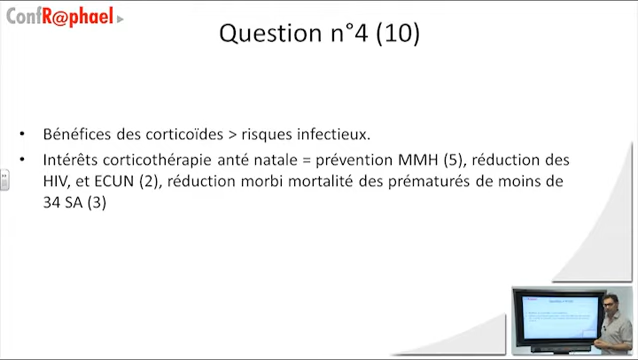 ConfR@phael
Question n°4 (10)
• Bénéfices des corticoïdes > risques infectieux.
• Intérêts corticothérapie anté natale = prévention MMH (5), réduction des
HIV, et ECUN (2), réduction morbi mortalité des prématurés de moins de
34 SA (3)